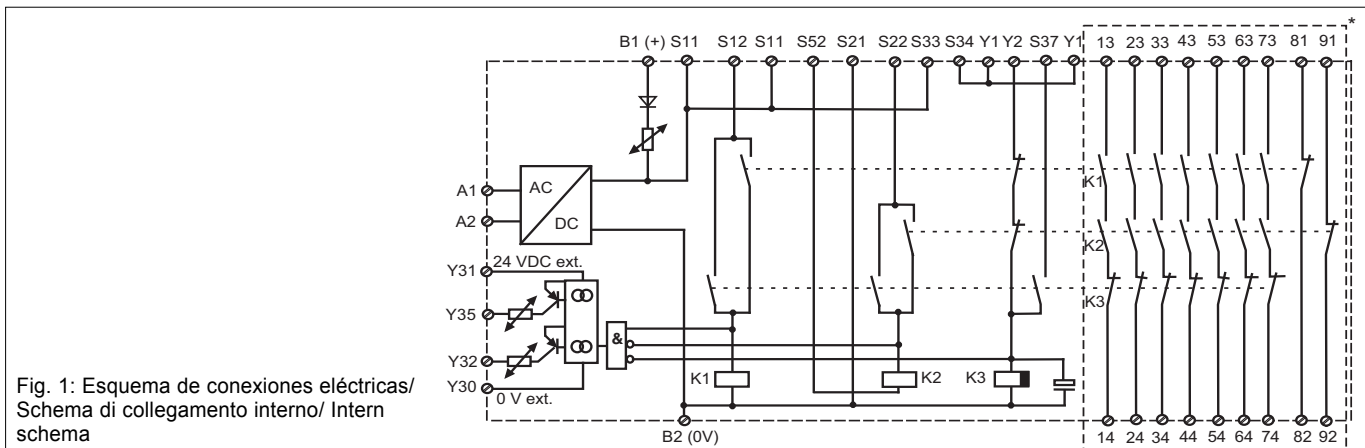 *
B1 (+) S11 S12 S11 S52 S21 S22 S33 S34 Y1 Y2 S37 Y1 13 23 33 43 53 63 73 81 91
K1
A1 AC
A2 DC
K2
Y31 24 VDC ext.
K3
Y35
&
Y32
K1 K2 K3
Y30 0 V ext.
B2 (0V) 14 24 34 44 54 64 74 82 92
Fig. 1: Esquema de conexiones eléctricas/
Schema di collegamento interno/ Intern
schema